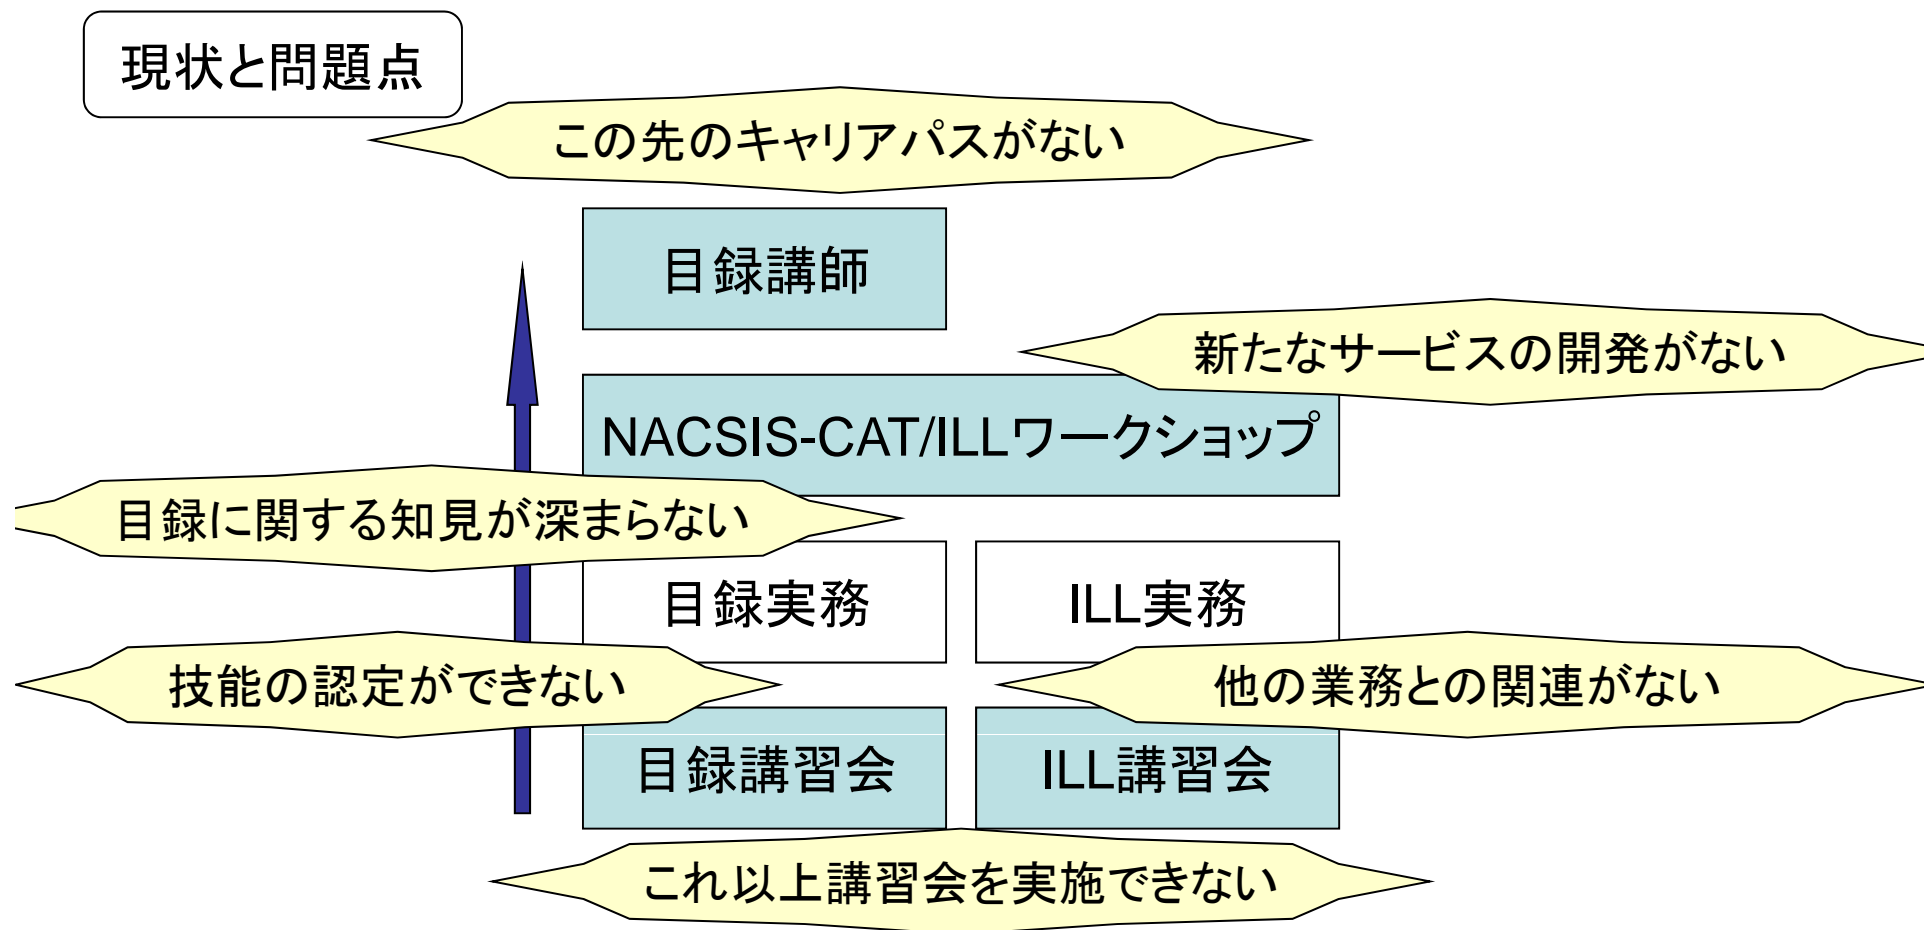 現状と問題点
この先のキャリアパスがない
目録講師
新たなサービスの開発がない
NACSIS-CAT/ILLワークショップ
目録に関する知見が深まらない
目録実務
ILL実務
技能の認定ができない
他の業務との関連がない
目録講習会
ILL講習会
これ以上講習会を実施できない